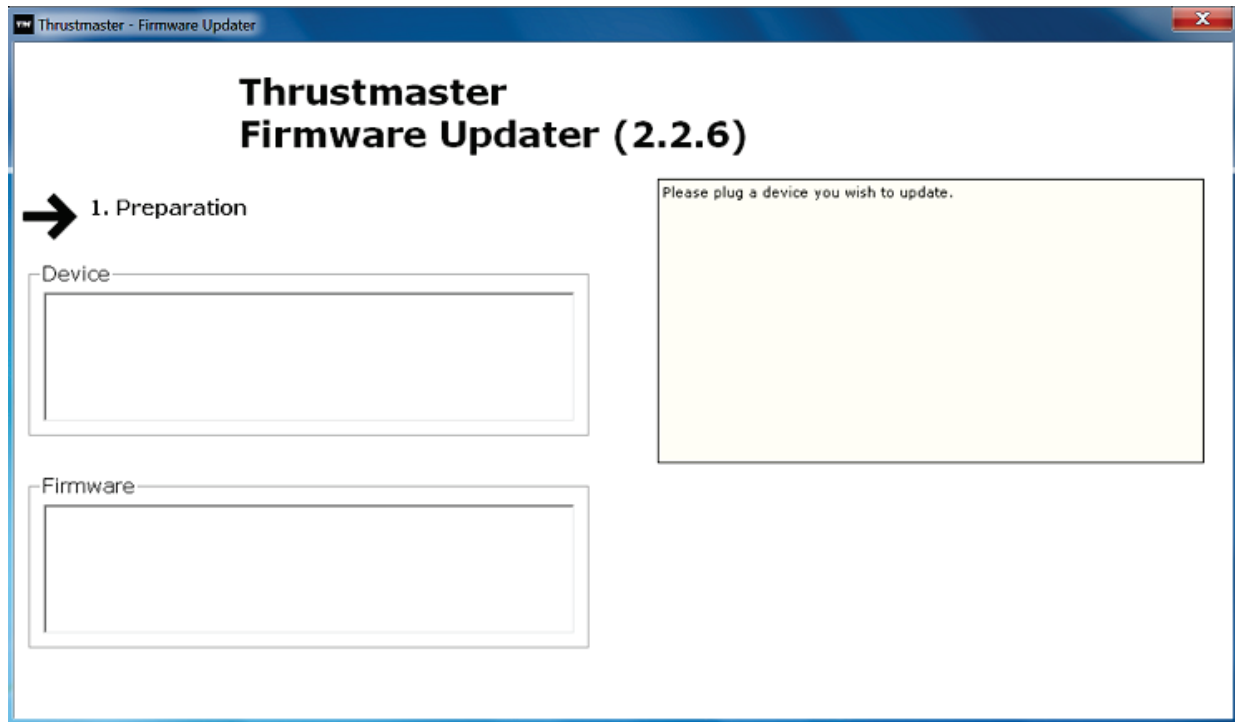 Thrustmaster - Firmware Updater
Thrustmaster
Firmware Updater (2.2.6)
1. Preparation
Please plug a device you wish to update.
Device
Firmware